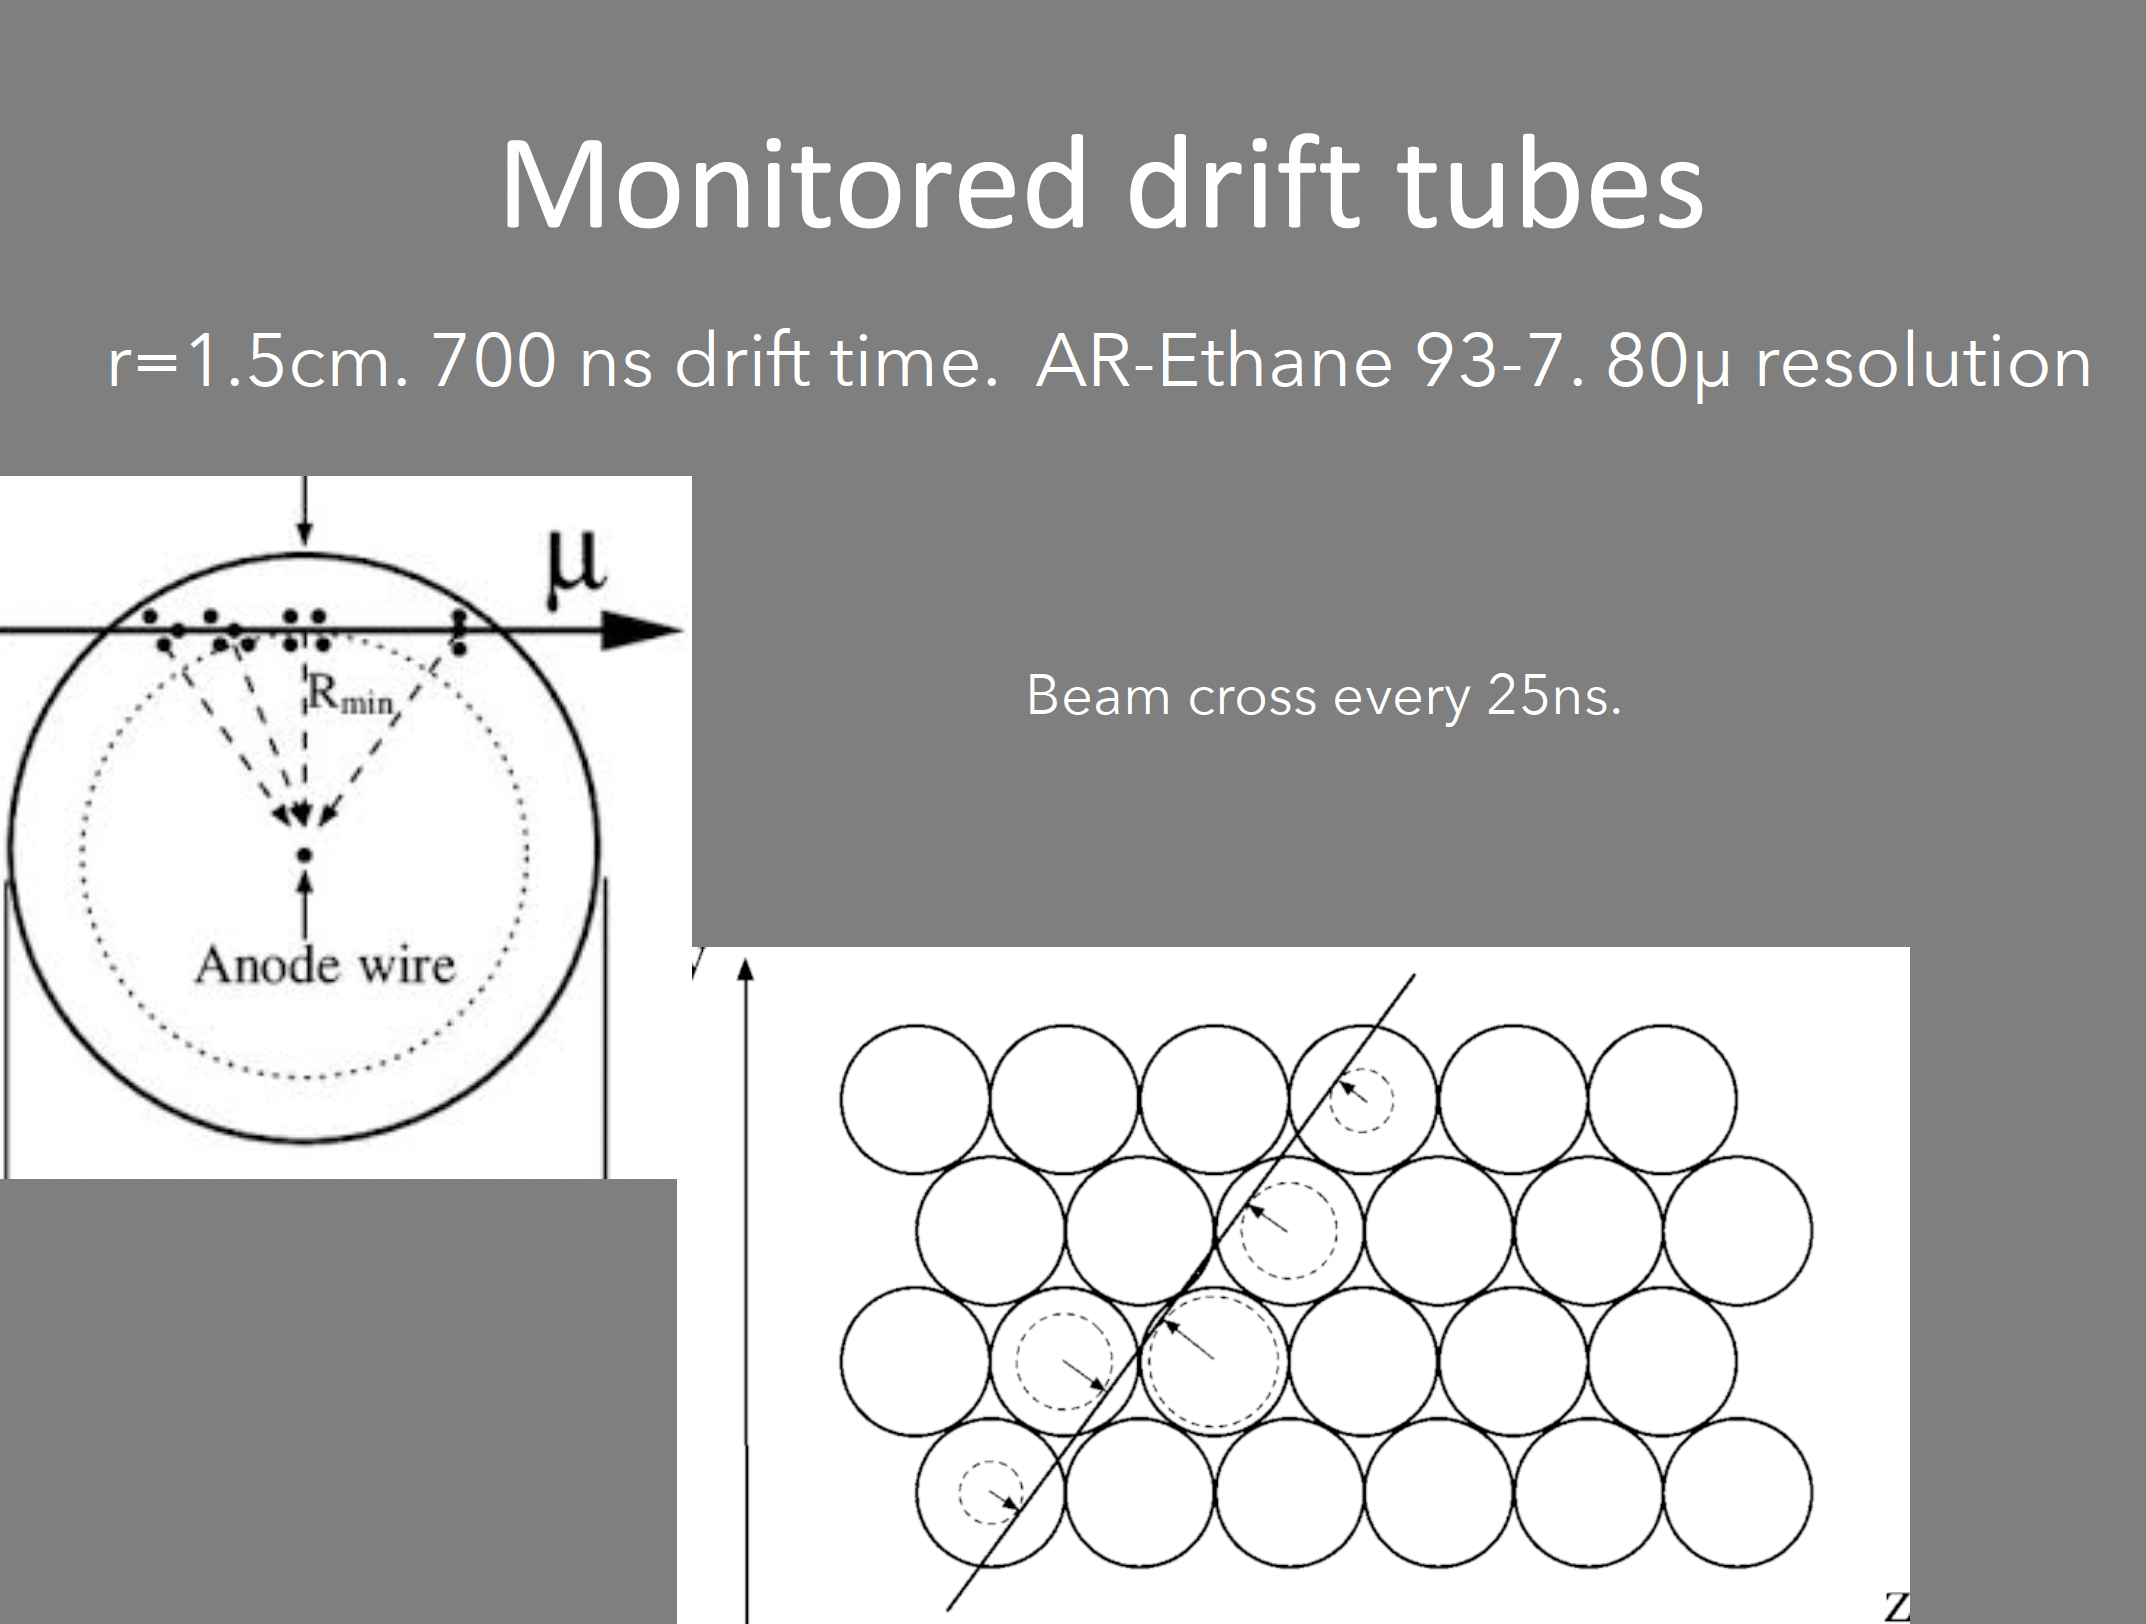 Monitored drift tubes
r=1.5cm. 700 ns drift time.  AR-Ethane 93-7. 80μ resolution
μ
Rmin
Anode wire
Beam cross every 25ns.
z